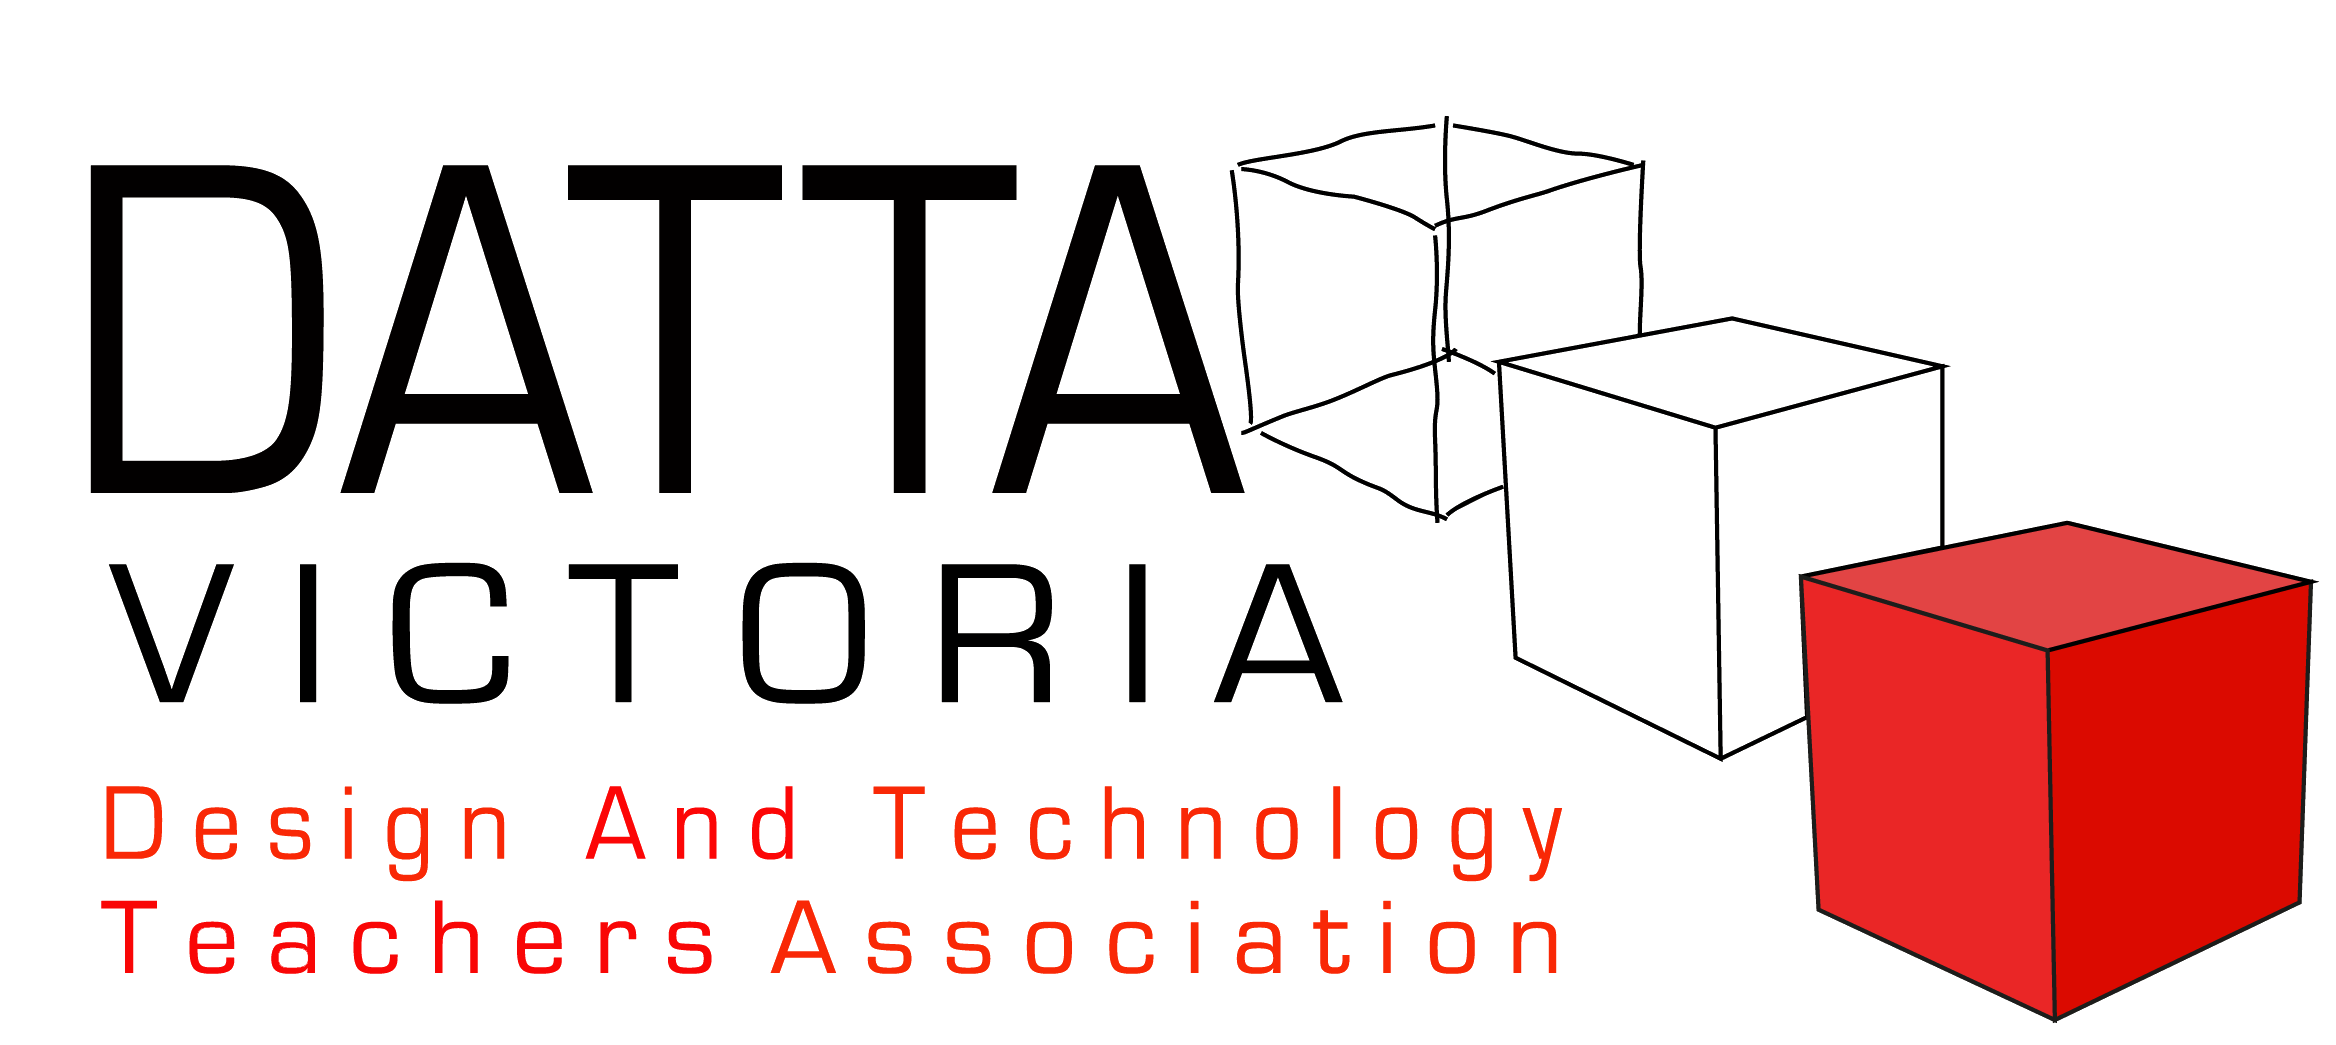 DATTA
VICTORIA
Design And Technology
Teachers Association